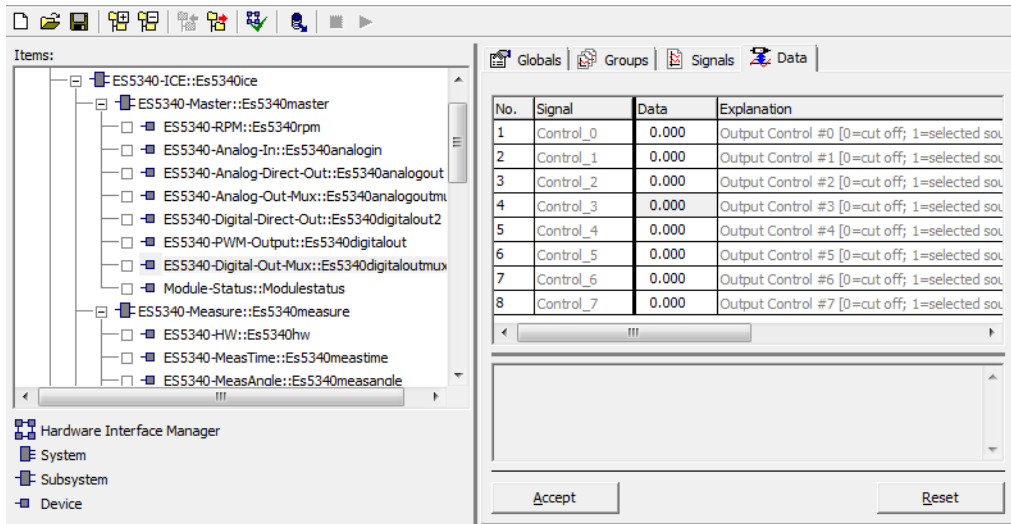 Items:
ES5340-ICE::Es5340ice
ES5340-Master::Es5340master
ES5340-RPM::Es5340rpm
ES5340-Analog-In::Es5340analogin
ES5340-Analog-Direct-Out::Es5340analogout
ES5340-Analog-Out-Mux::Es5340analogoutmu
ES5340-Digital-Direct-Out::Es5340digitalout2
ES5340-PWM-Output::Es5340digitalout
ES5340-Digital-Out-Mux::Es5340digitaloutmux
Module-Status::Modulestatus
ES5340-Measure::Es5340measure
ES5340-HW::Es5340hw
ES5340-MeasTime::Es5340meastime
ES5340-MeasAngle::Es5340measangle
Hardware Interface Manager
System
Subsystem
Device
Globals Groups Signals Data
No. Signal Data Explanation
1 Control_0 0.000 Output Control #0 [0=cut off; 1=selected sou
2 Control_1 0.000 Output Control #1 [0=cut off; 1=selected sou
3 Control_2 0.000 Output Control #2 [0=cut off; 1=selected sou
4 Control_3 0.000 Output Control #3 [0=cut off; 1=selected sou
5 Control_4 0.000 Output Control #4 [0=cut off; 1=selected sou
6 Control_5 0.000 Output Control #5 [0=cut off; 1=selected sou
7 Control_6 0.000 Output Control #6 [0=cut off; 1=selected sou
8 Control_7 0.000 Output Control #7 [0=cut off; 1=selected sou
Accept Reset